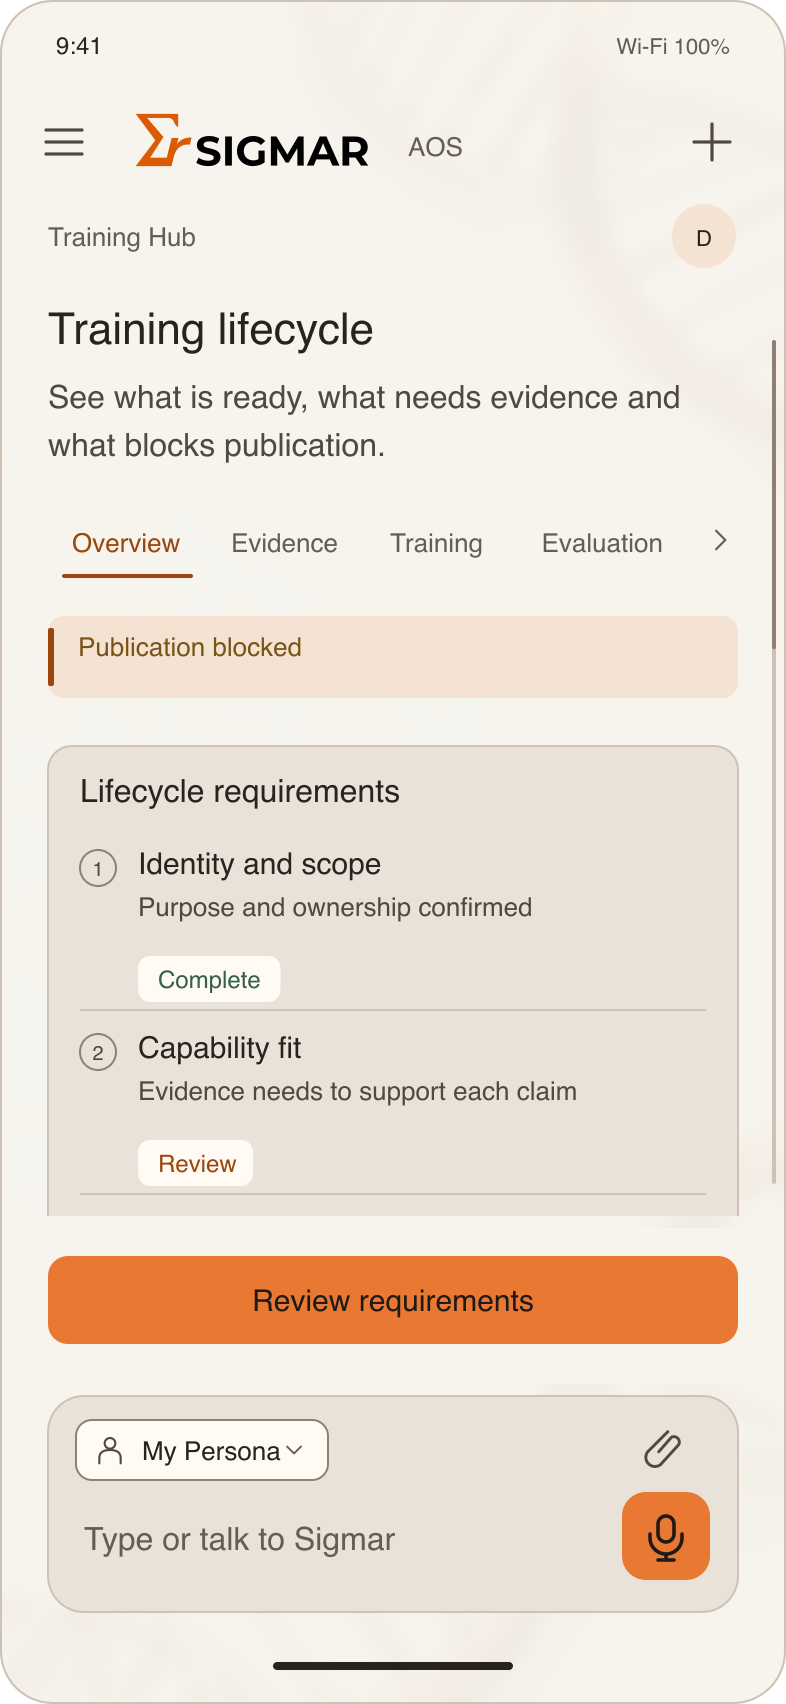 9:41
Wi-Fi 100%
Σr SIGMAR AOS
Training Hub
D
Training lifecycle
See what is ready, what needs evidence and
what blocks publication.
Overview Evidence Training Evaluation
Publication blocked
Lifecycle requirements
1 Identity and scope
Purpose and ownership confirmed
Complete
2 Capability fit
Evidence needs to support each claim
Review
Review requirements
My Persona
Type or talk to Sigmar